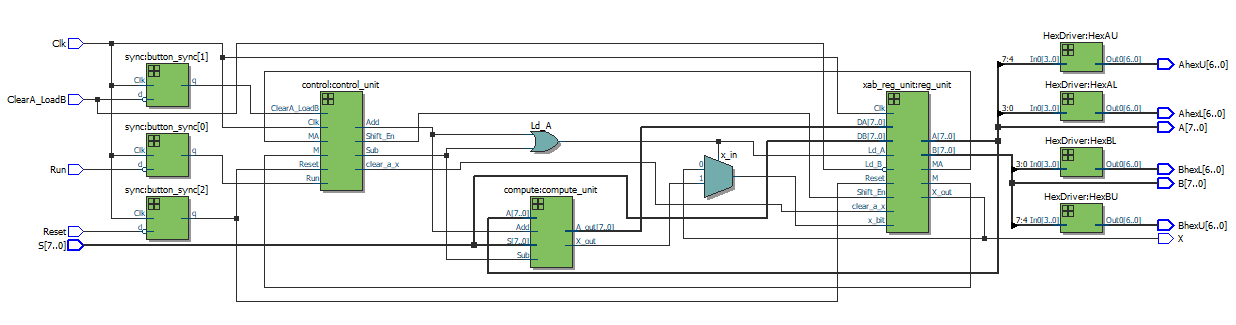 Clk
ClearA_LoadB
Run
Reset
S[7..0]
sync:button_sync[1]
Clk
d
q
sync:button_sync[0]
Clk
d
q
sync:button_sync[2]
Clk
d
q
control:control_unit
ClearA_LoadB
Clk
MA
M
Reset
Run
Add
Shift_En
Sub
clear_a_x
Ld_A
compute:compute_unit
A[7..0]
Add
S[7..0]
Sub
A_out[7..0]
X_out
x_in
0
1
xab_reg_unit:reg_unit
Clk
DA[7..0]
DB[7..0]
Ld_A
Ld_B
Reset
Shift_En
clear_a_x
x_bit
A[7..0]
B[7..0]
MA
M
X_out
HexDriver:HexAU
7:4
In0[3..0]
Out0[6..0]
HexDriver:HexAL
3:0
In0[3..0]
Out0[6..0]
HexDriver:HexBL
3:0
In0[3..0]
Out0[6..0]
HexDriver:HexBU
7:4
In0[3..0]
Out0[6..0]
AhexU[6..0]
AhexL[6..0]
A[7..0]
BhexL[6..0]
B[7..0]
BhexU[6..0]
X